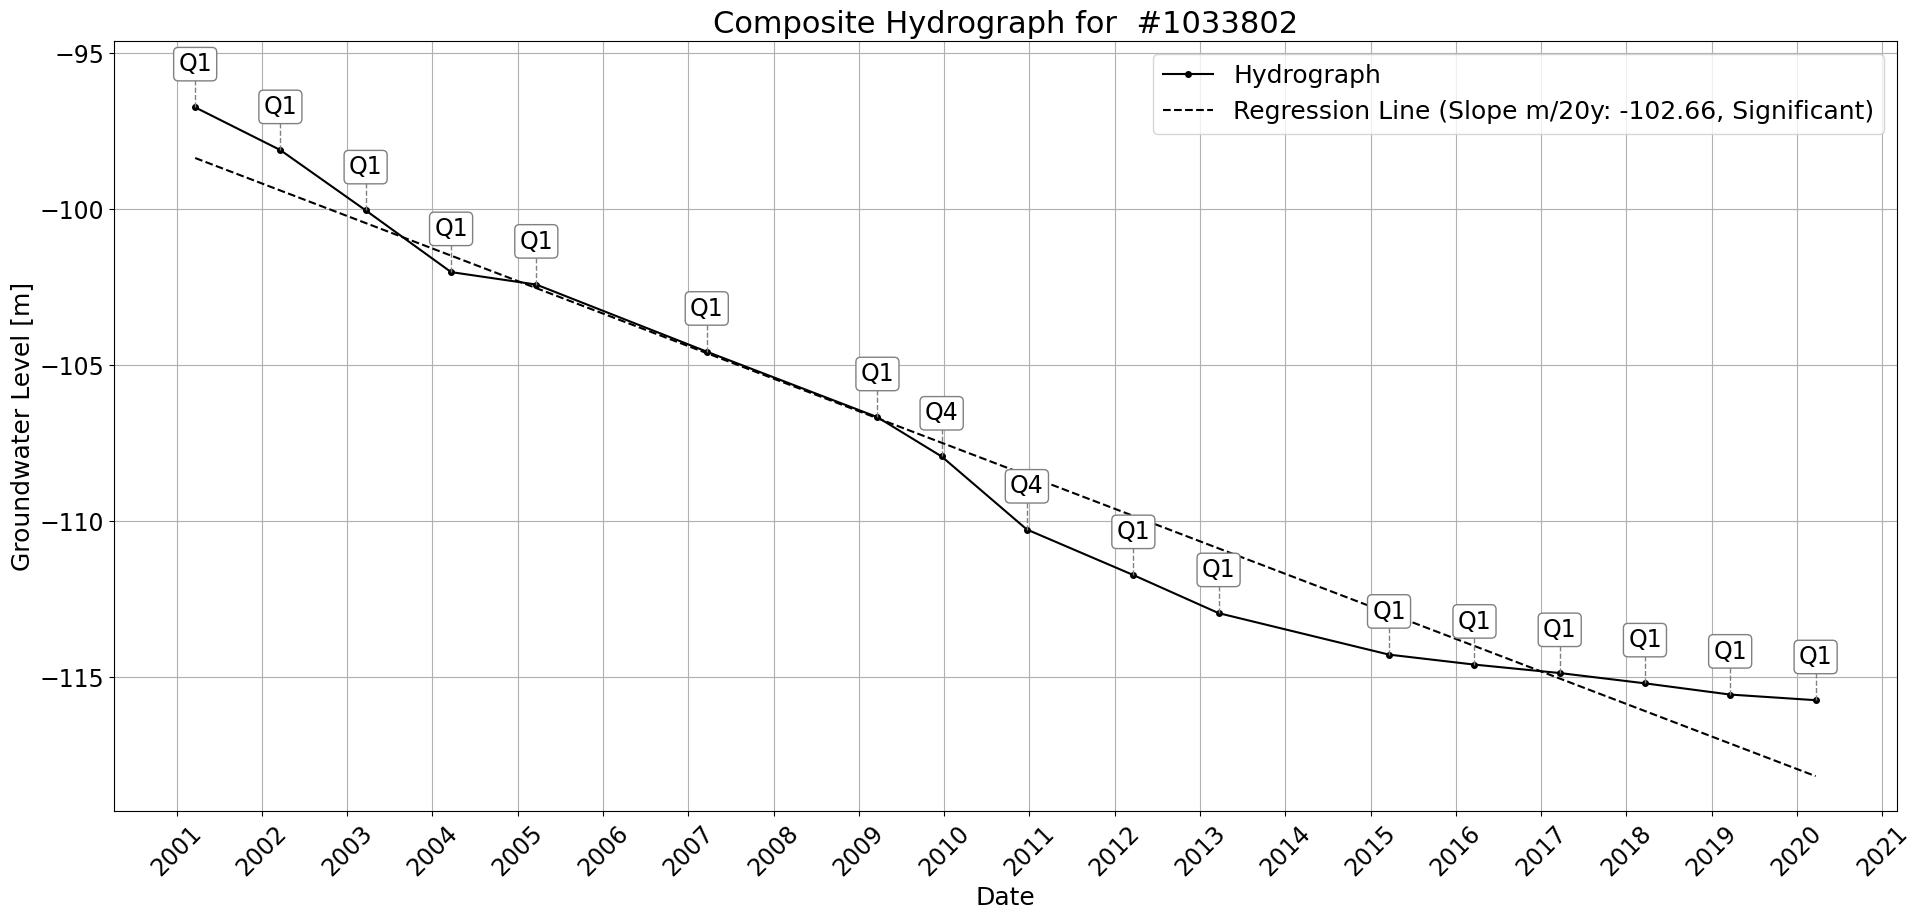 Composite Hydrograph for  #1033802
Hydrograph
Regression Line (Slope m/20y: -102.66, Significant)
Groundwater Level [m]
−95
−100
−105
−110
−115
Q1
Q1
Q1
Q1
Q1
Q1
Q1
Q4
Q4
Q1
Q1
Q1
Q1
Q1
Q1
Q1
Q1
2001
2002
2003
2004
2005
2006
2007
2008
2009
2010
2011
2012
2013
2014
2015
2016
2017
2018
2019
2020
2021
Date